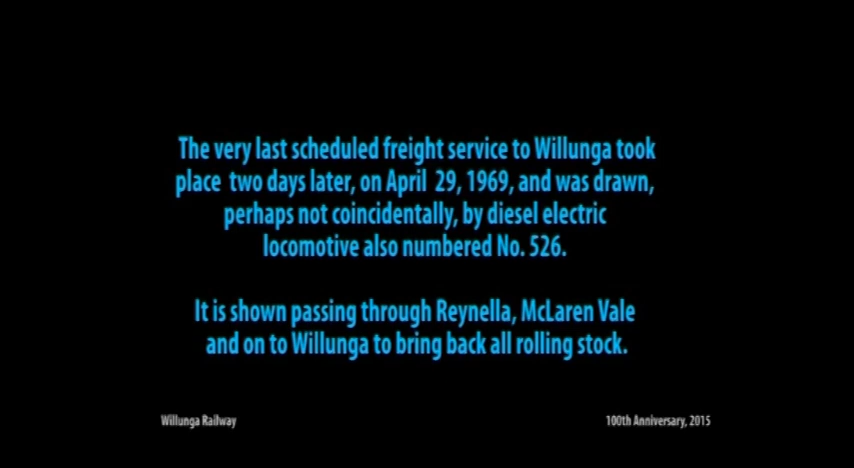 The very last scheduled freight service to Willunga took
place two days later, on April 29, 1969, and was drawn,
perhaps not coincidentally, by diesel electric
locomotive also numbered No. 526.
It is shown passing through Reynella, McLaren Vale
and on to Willunga to bring back all rolling stock.
Willunga Railway
100th Anniversary, 2015